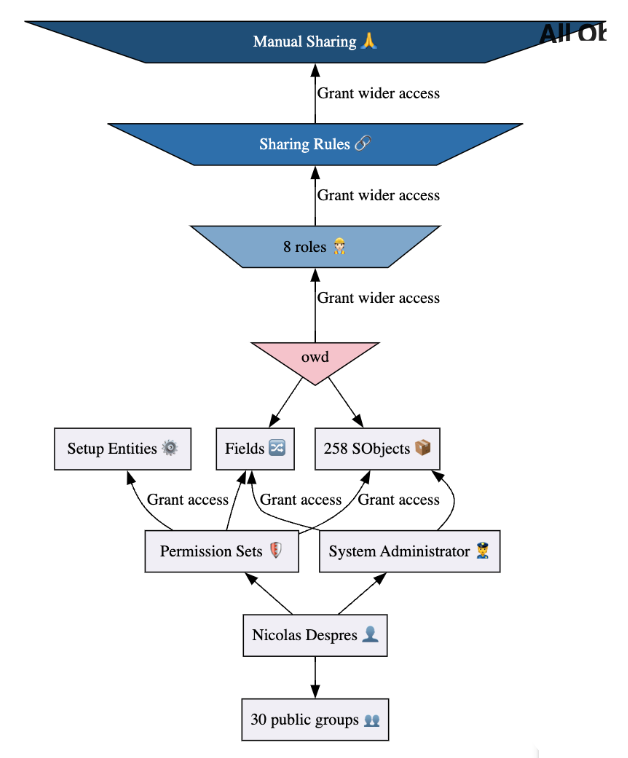 Manual Sharing 🙏
All Ob
Grant wider access
Sharing Rules 🔗
Grant wider access
8 roles 👷
Grant wider access
owd
Setup Entities ⚙️
Fields 🔀
258 SObjects 📦
Grant access
Grant access
Grant access
Permission Sets
System Administrator 👮
Nicolas Despres 👤
30 public groups 👥